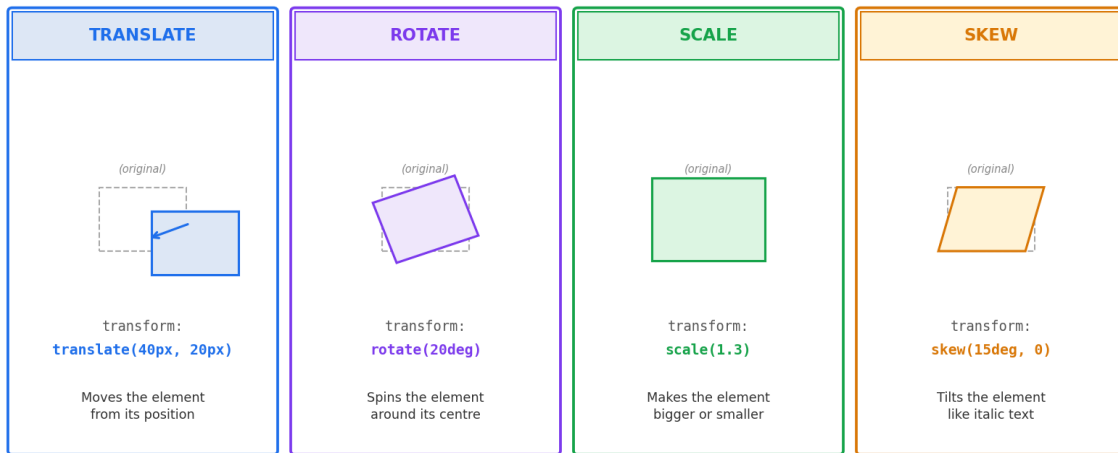 TRANSLATE
(original)
transform:
translate(40px, 20px)
Moves the element
from its position
ROTATE
(original)
transform:
rotate(20deg)
Spins the element
around its centre
SCALE
(original)
transform:
scale(1.3)
Makes the element
bigger or smaller
SKEW
(original)
transform:
skew(15deg, 0)
Tilts the element
like italic text